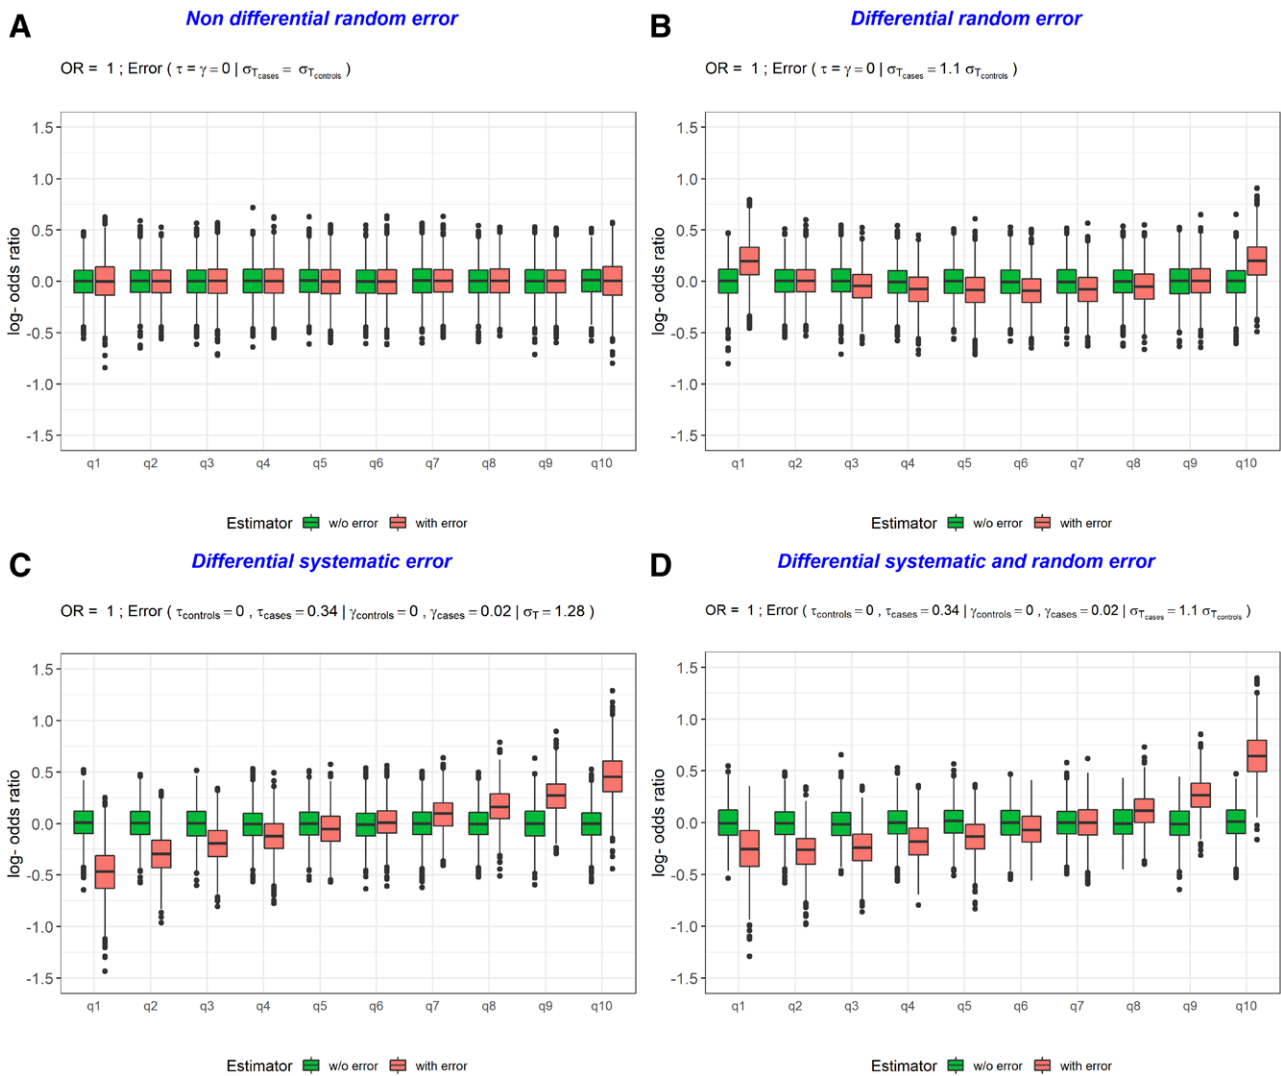 A
Non differential random error
OR = 1 ; Error ( τ = γ = 0 | σTcases = σTcontrols )
log- odds ratio
1.5
1.0
0.5
0.0
-0.5
-1.0
-1.5
q1 q2 q3 q4 q5 q6 q7 q8 q9 q10
Estimator w/o error with error
B
Differential random error
OR = 1 ; Error ( τ = γ = 0 | σTcases = 1.1 σTcontrols )
log- odds ratio
1.5
1.0
0.5
0.0
-0.5
-1.0
-1.5
q1 q2 q3 q4 q5 q6 q7 q8 q9 q10
Estimator w/o error with error
C
Differential systematic error
OR = 1 ; Error ( τcontrols = 0 , τcases = 0.34 | γcontrols = 0 , γcases = 0.02 | σT = 1.28 )
log- odds ratio
1.5
1.0
0.5
0.0
-0.5
-1.0
-1.5
q1 q2 q3 q4 q5 q6 q7 q8 q9 q10
Estimator w/o error with error
D
Differential systematic and random error
OR = 1 ; Error ( τcontrols = 0 , τcases = 0.34 | γcontrols = 0 , γcases = 0.02 | σTcases = 1.1 σTcontrols )
log- odds ratio
1.5
1.0
0.5
0.0
-0.5
-1.0
-1.5
q1 q2 q3 q4 q5 q6 q7 q8 q9 q10
Estimator w/o error with error